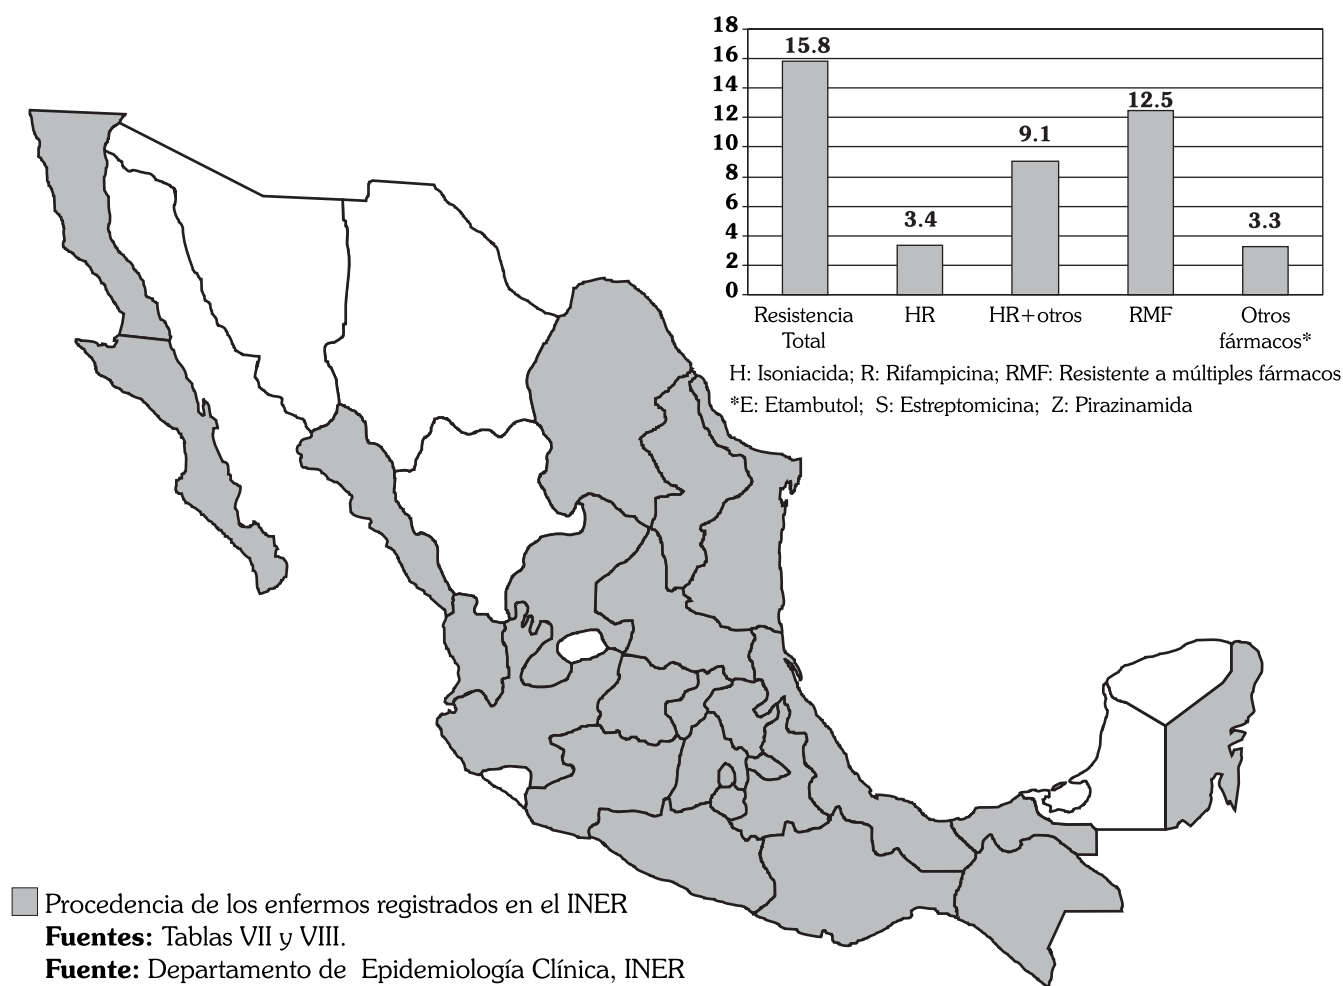 18
16
14
12
10
8
6
4
2
0
15.8
3.4
9.1
12.5
3.3
Resistencia Total
HR
HR+otros
RMF
Otros fármacos*
H: Isoniacida; R: Rifampicina; RMF: Resistente a múltiples fármacos
*E: Etambutol; S: Estreptomicina; Z: Pirazinamida
Procedencia de los enfermos registrados en el INER
Fuentes: Tablas VII y VIII.
Fuente: Departamento de Epidemiología Clínica, INER